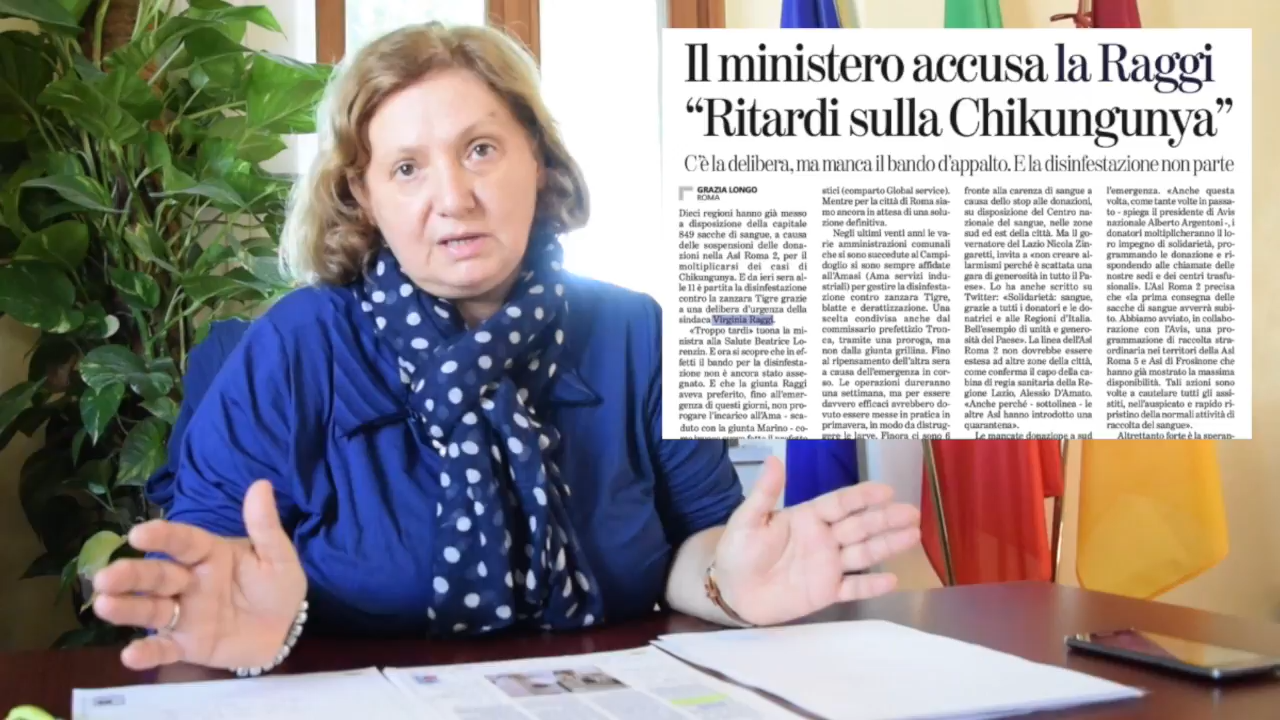 Il ministero accusa la Raggi
“Ritardi sulla Chikungunya”
C'è la delibera, ma manca il bando d'appalto. E la disinfestazione non parte
GRAZIA LONGO
ROMA
Dieci regioni hanno già messo
a disposizione della capitale
849 sacche di sangue, a causa
delle sospensioni delle dona-
zioni nella Asl Roma 2, per il
moltiplicarsi dei casi di
Chikungunya. E da ieri sera al-
le 11 è partita la disinfestazione
contro la zanzara Tigre grazie
a una delibera d'urgenza della
sindaca Virginia Raggi.
«Troppo tardi» tuona la mi-
nistra alla Salute Beatrice Lo-
renzin. E ora si scopre che in ef-
fetti il bando per la disinfesta-
zione non è ancora stato asse-
gnato. E che la giunta Raggi
aveva preferito, fino all'emer-
genza di questi giorni, non pro-
rogare l'incarico all'Ama - sca-
duto con la giunta Marino - co-
stici (comparto Global service).
Mentre per la città di Roma sia-
mo ancora in attesa di una solu-
zione definitiva.
Negli ultimi venti anni le va-
rie amministrazioni comunali
che si sono succedute al Campi-
doglio si sono sempre affidate
all'Amasi (Ama servizi indu-
striali) per gestire la disinfesta-
zione contro zanzara Tigre,
blatte e derattizzazione. Una
scelta condivisa anche dal
commissario prefettizio Tron-
ca, tramite una proroga, ma
non dalla giunta grillina. Fino
al ripensamento dell'altra sera
a causa dell'emergenza in cor-
so. Le operazioni dureranno
una settimana, ma per essere
davvero efficaci avrebbero do-
vuto essere messe in pratica in
primavera, in modo da distrug-
gere le larve. Finora ci sono 6
fronte alla carenza di sangue a
causa dello stop alle donazioni,
su disposizione del Centro na-
zionale del sangue, nelle zone
sud ed est della città. Ma il go-
vernatore del Lazio Nicola Zin-
garetti, invita a «non creare al-
larmismi perché è scattata una
gara di generosità in tutto il Pa-
ese». Lo ha anche scritto su
Twitter: «Solidarietà: sangue,
grazie a tutti i donatori e le do-
natrici e alle Regioni d'Italia.
Bell'esempio di unità e genero-
sità del Paese». La linea dell'Asl
Roma 2 non dovrebbe essere
estesa ad altre zone della città,
come conferma il capo della ca-
bina di regia sanitaria della Re-
gione Lazio, Alessio D'Amato.
«Anche perché - sottolinea - le
altre Asl hanno introdotto una
quarantena».
Le mancate donazione a sud
l'emergenza. «Anche questa
volta, come tante volte in passa-
to - spiega il presidente di Avis
nazionale Alberto Argentoni -, i
donatori moltiplicheranno il lo-
ro impegno di solidarietà, pro-
grammando le donazione e ri-
spondendo alle chiamate delle
nostre sedi e dei centri trasfu-
sionali». L'Asl Roma 2 precisa
che «la prima consegna delle
sacche di sangue avverrà subi-
to. Abbiamo avviato, in collabo-
razione con l'Avis, una pro-
grammazione di raccolta stra-
ordinaria nei territori della Asl
Roma 5 e Asl di Frosinone che
hanno già mostrato la massima
disponibilità. Tali azioni sono
volte a cautelare tutti gli assi-
stiti, nell'auspicato e rapido ri-
pristino della normali attività di
raccolta del sangue».
Altrettanto forte è la speran-